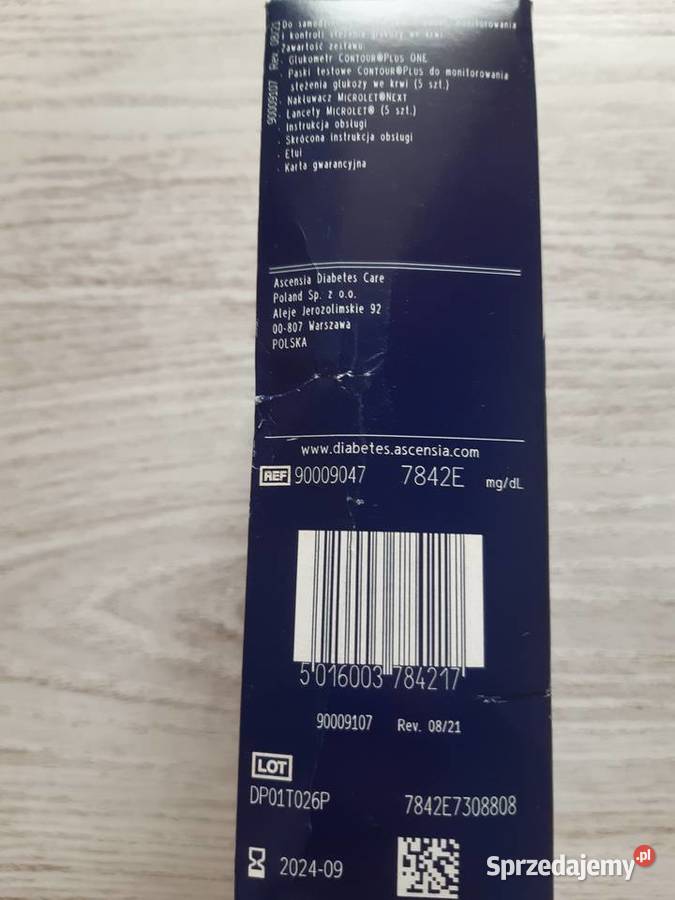 Do
monitorowania
i kontroli stężenia glukozy we krwi.
Zawartość zestawu:
· Glukometr CONTOUR®PLUS ONE
· Paski testowe CONTOUR®PLUS do monitorowania
stężenia glukozy we krwi (5 szt.)
· Nakłuwacz MICROLET®NEXT
· Lancety MICROLET® (5 szt.)
· Instrukcja obsługi
· Skrócona instrukcja obsługi
· Etui
· Karta gwarancyjna
90009107 Rev. 08/21
Ascensia Diabetes Care
Poland Sp. z o.o.
Aleje Jerozolimskie 92
00-807 Warszawa
POLSKA
www.diabetes.ascensia.com
REF 90009047 7842E mg/dL
5 016003 784217
90009107 Rev. 08/21
LOT
DP01T026P 7842E7308808
2024-09
Sprzedajemy.pl